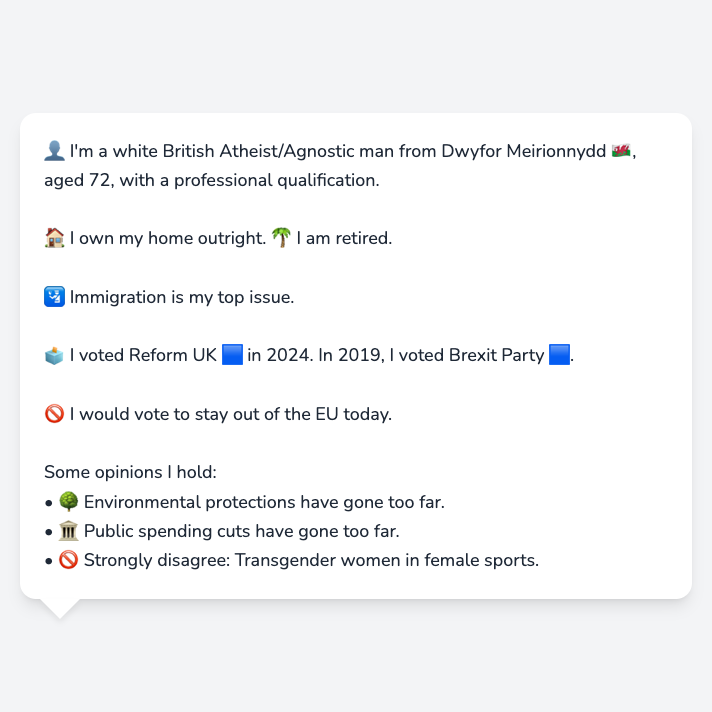 👤 I'm a white British Atheist/Agnostic man from Dwyfor Meirionnydd 🏴󠁧󠁢󠁷󠁬󠁳󠁿,
aged 72, with a professional qualification.
🏠 I own my home outright. 🌴 I am retired.
🛂 Immigration is my top issue.
🗳️ I voted Reform UK 🟦 in 2024. In 2019, I voted Brexit Party 🟦.
🚫 I would vote to stay out of the EU today.
Some opinions I hold:
• 🌳 Environmental protections have gone too far.
• 🏛️ Public spending cuts have gone too far.
• 🚫 Strongly disagree: Transgender women in female sports.